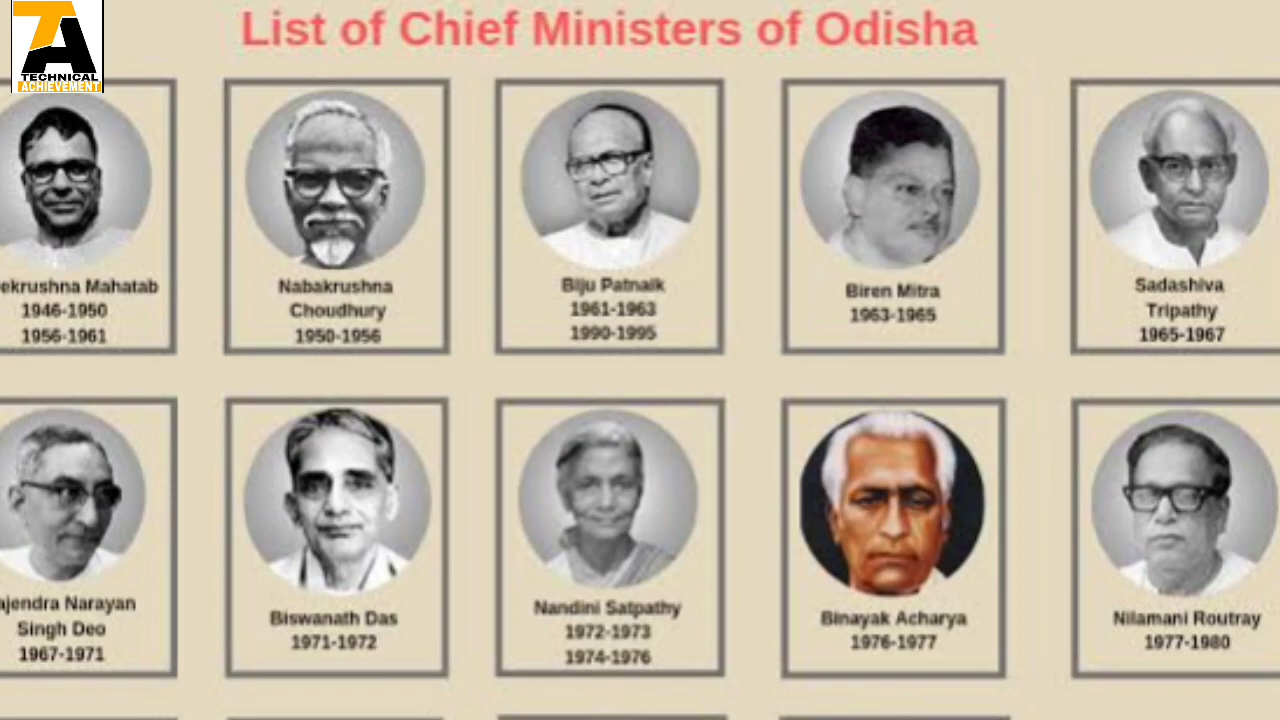 TECHNICAL
ACHIEVEMENT
List of Chief Ministers of Odisha
ekrushna Mahatab
1946-1950
1956-1961
Nabakrushna
Choudhury
1950-1956
Biju Patnaik
1961-1963
1990-1995
Biren Mitra
1963-1965
Sadashiva
Tripathy
1965-1967
ajendra Narayan
Singh Deo
1967-1971
Biswanath Das
1971-1972
Nandini Satpathy
1972-1973
1974-1976
Binayak Acharya
1976-1977
Nilamani Routray
1977-1980